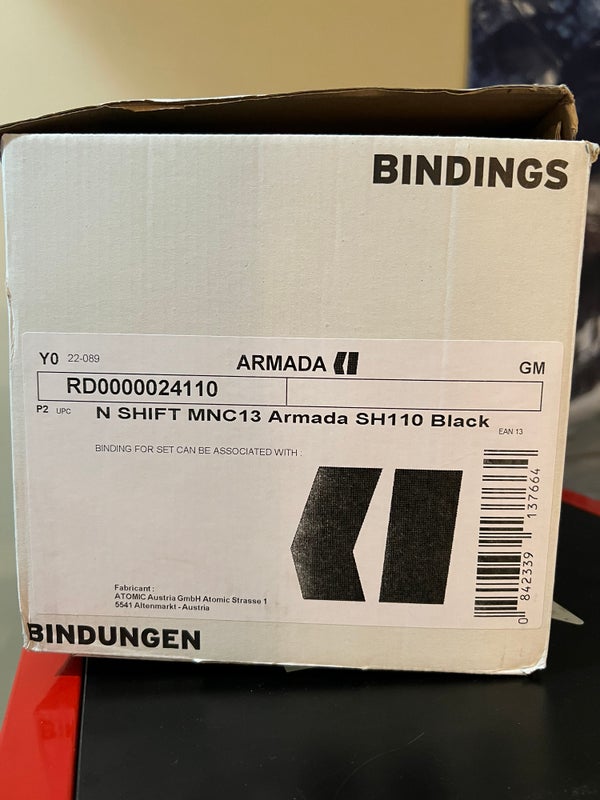 BINDINGS
Y0 22-089
ARMADA
GM
RD0000024110
P2 UPC N SHIFT MNC13 Armada SH110 Black
EAN 13
BINDING FOR SET CAN BE ASSOCIATED WITH :
0 842339 137664
Fabricant :
ATOMIC Austria GmbH Atomic Strasse 1
5541 Altenmarkt - Austria
BINDUNGEN